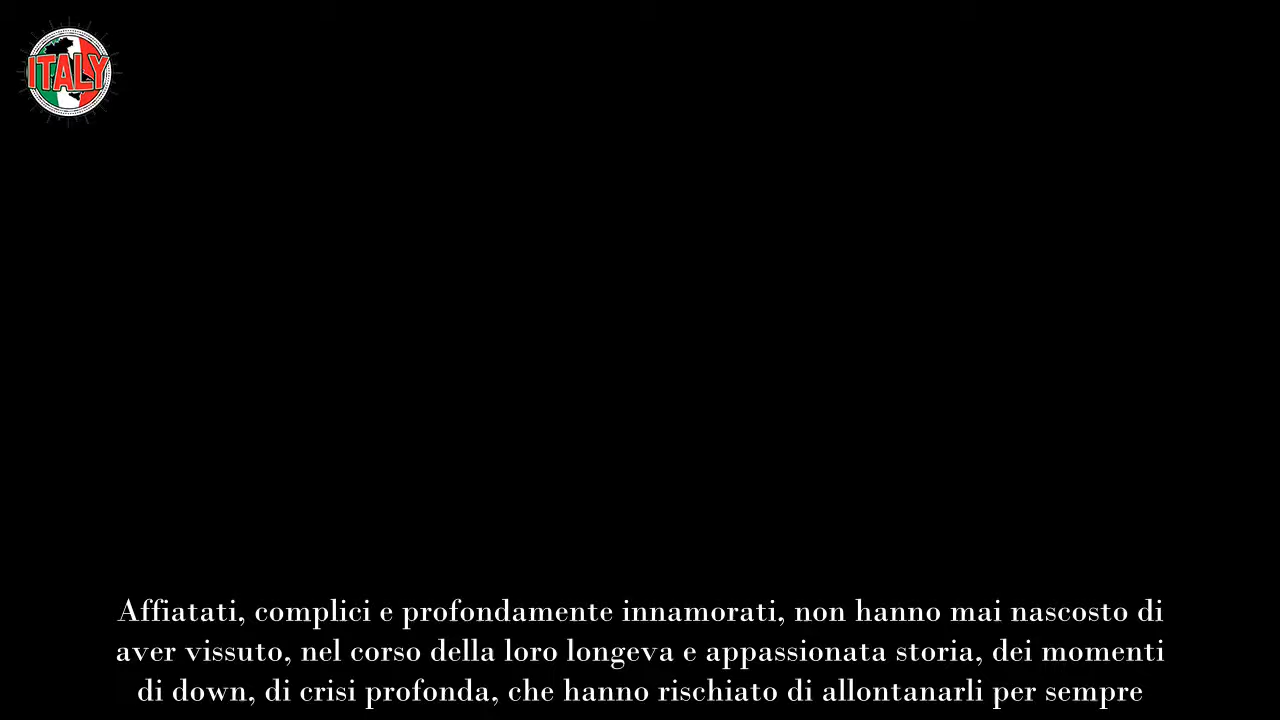 ITALY
Affiatati, complici e profondamente innamorati, non hanno mai nascosto di
aver vissuto, nel corso della loro longeva e appassionata storia, dei momenti
di down, di crisi profonda, che hanno rischiato di allontanarli per sempre